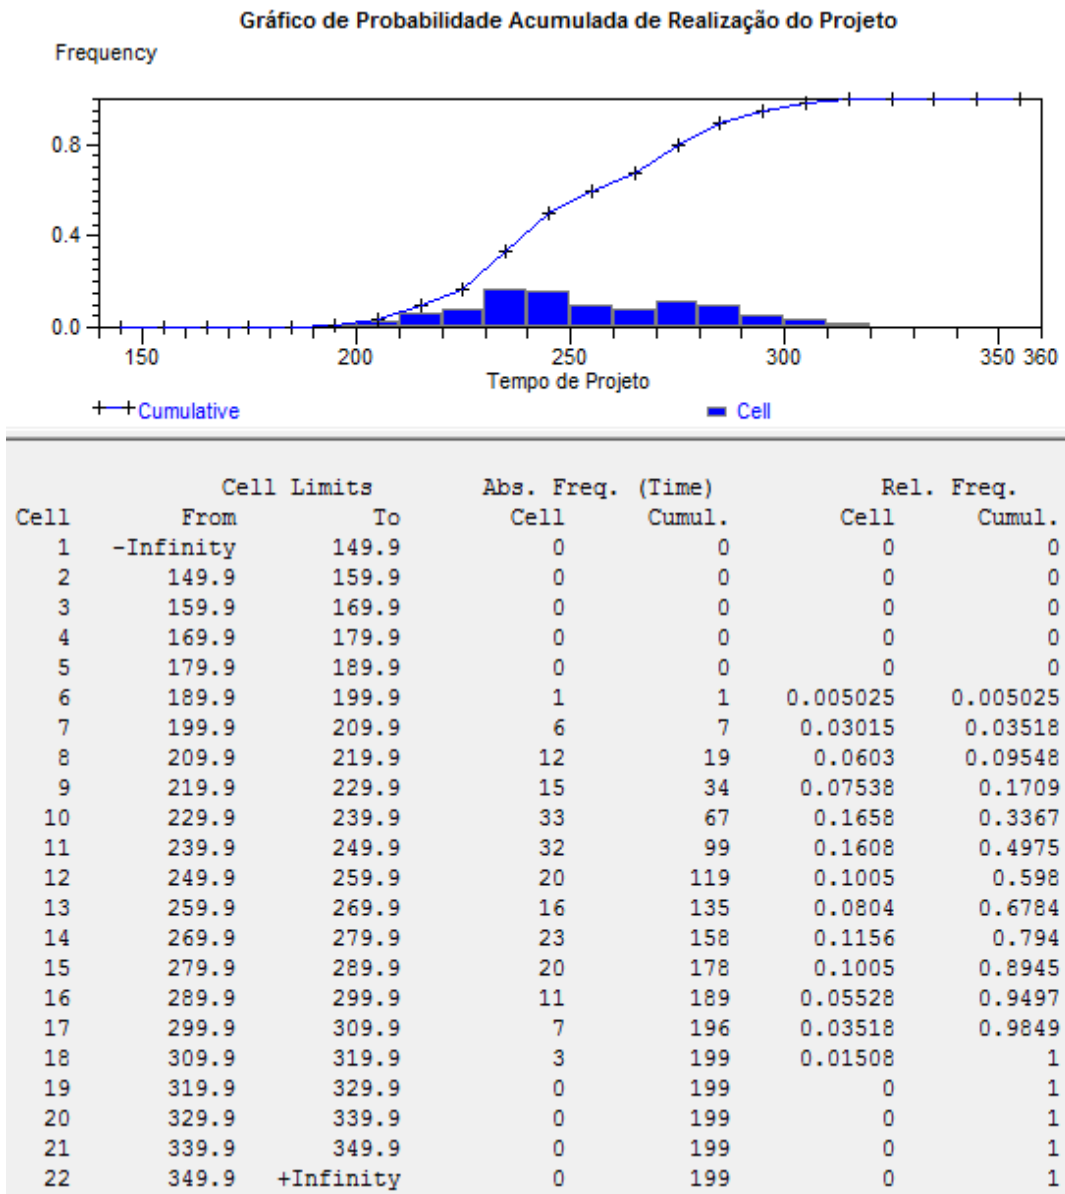 Gráfico de Probabilidade Acumulada de Realização do Projeto
Frequency
0.8
0.4
0.0
150 200 250 300 350 360
Tempo de Projeto
Cumulative Cell
Cell Limits Abs. Freq. (Time) Rel. Freq.
Cell From To Cell Cumul. Cell Cumul.
1 -Infinity 149.9 0 0 0 0
2 149.9 159.9 0 0 0 0
3 159.9 169.9 0 0 0 0
4 169.9 179.9 0 0 0 0
5 179.9 189.9 0 0 0 0
6 189.9 199.9 1 1 0.005025 0.005025
7 199.9 209.9 6 7 0.03015 0.03518
8 209.9 219.9 12 19 0.0603 0.09548
9 219.9 229.9 15 34 0.07538 0.1709
10 229.9 239.9 33 67 0.1658 0.3367
11 239.9 249.9 32 99 0.1608 0.4975
12 249.9 259.9 20 119 0.1005 0.598
13 259.9 269.9 16 135 0.0804 0.6784
14 269.9 279.9 23 158 0.1156 0.794
15 279.9 289.9 20 178 0.1005 0.8945
16 289.9 299.9 11 189 0.05528 0.9497
17 299.9 309.9 7 196 0.03518 0.9849
18 309.9 319.9 3 199 0.01508 1
19 319.9 329.9 0 199 0 1
20 329.9 339.9 0 199 0 1
21 339.9 349.9 0 199 0 1
22 349.9 +Infinity 0 199 0 1